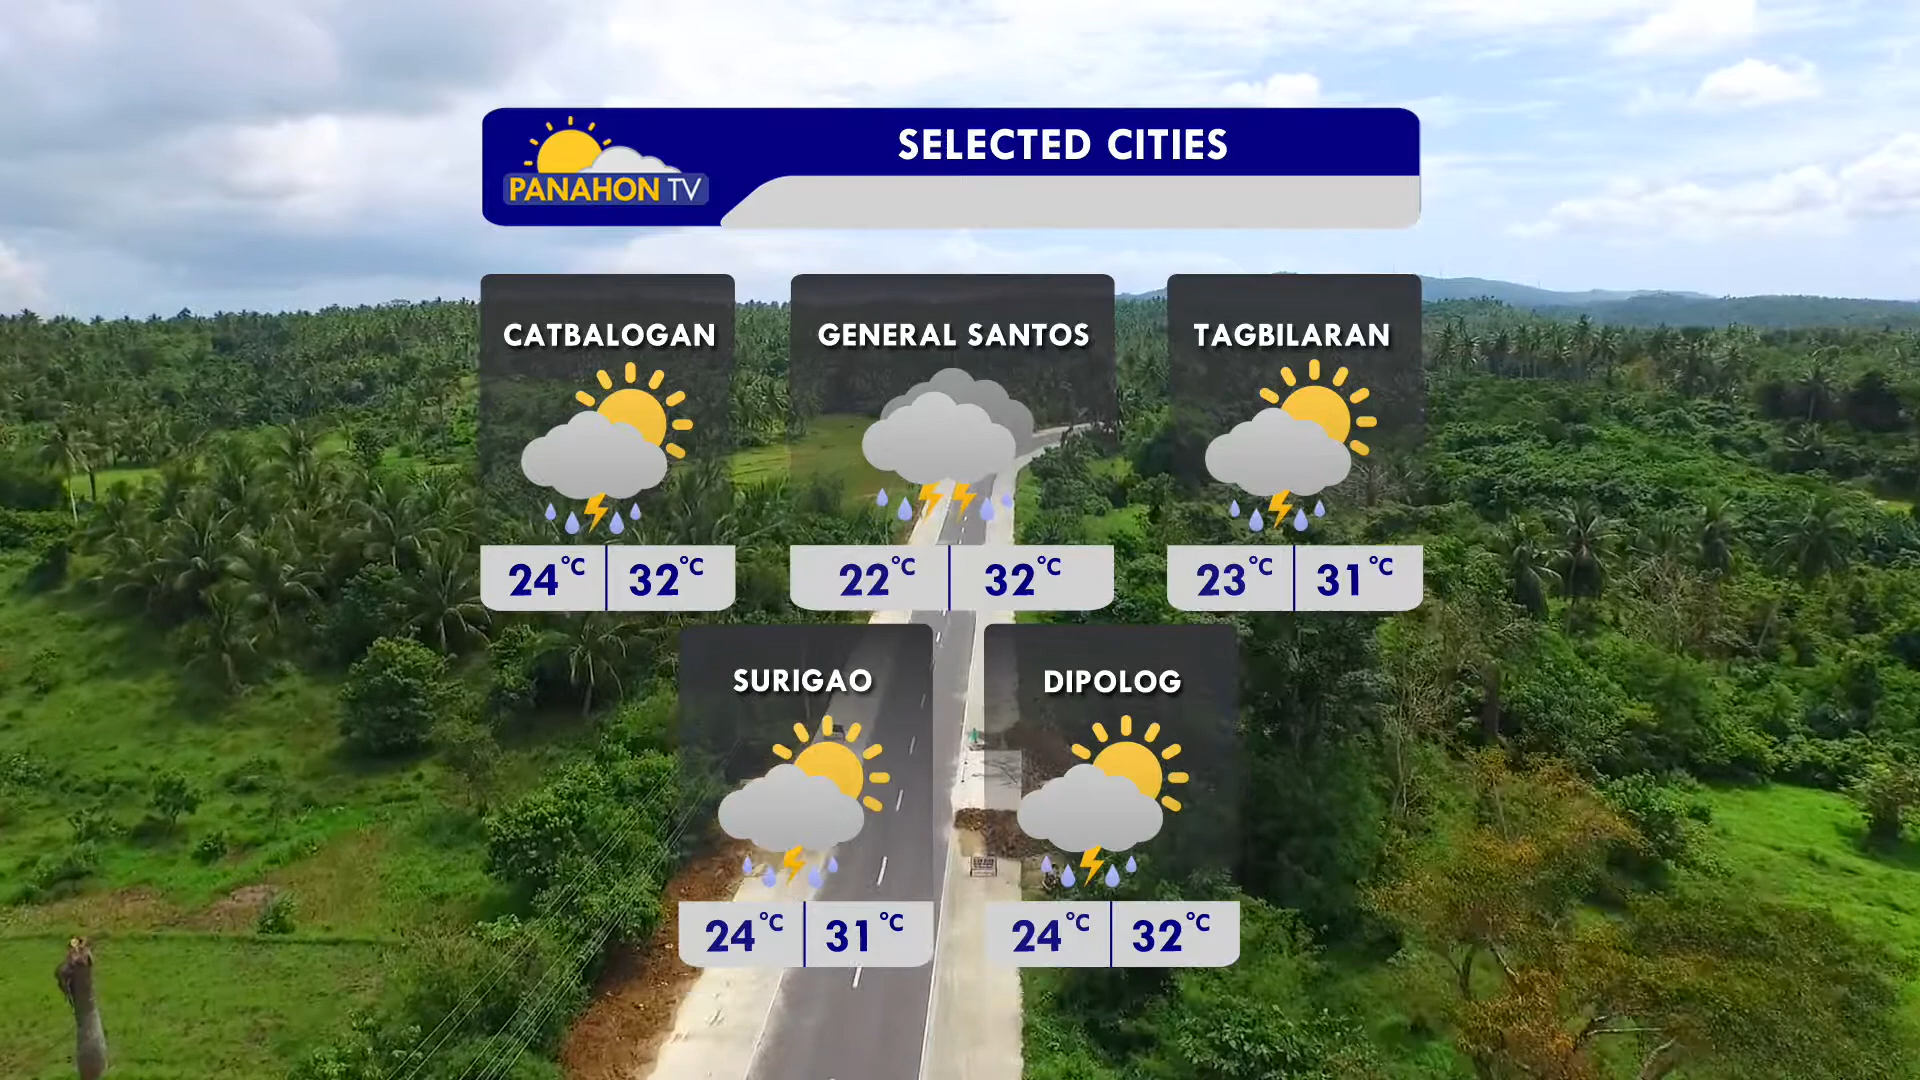 SELECTED CITIES
PANAHON TV
CATBALOGAN
24°C 32°C
GENERAL SANTOS
22°C 32°C
TAGBILARAN
23°C 31°C
SURIGAO
24°C 31°C
DIPOLOG
24°C 32°C